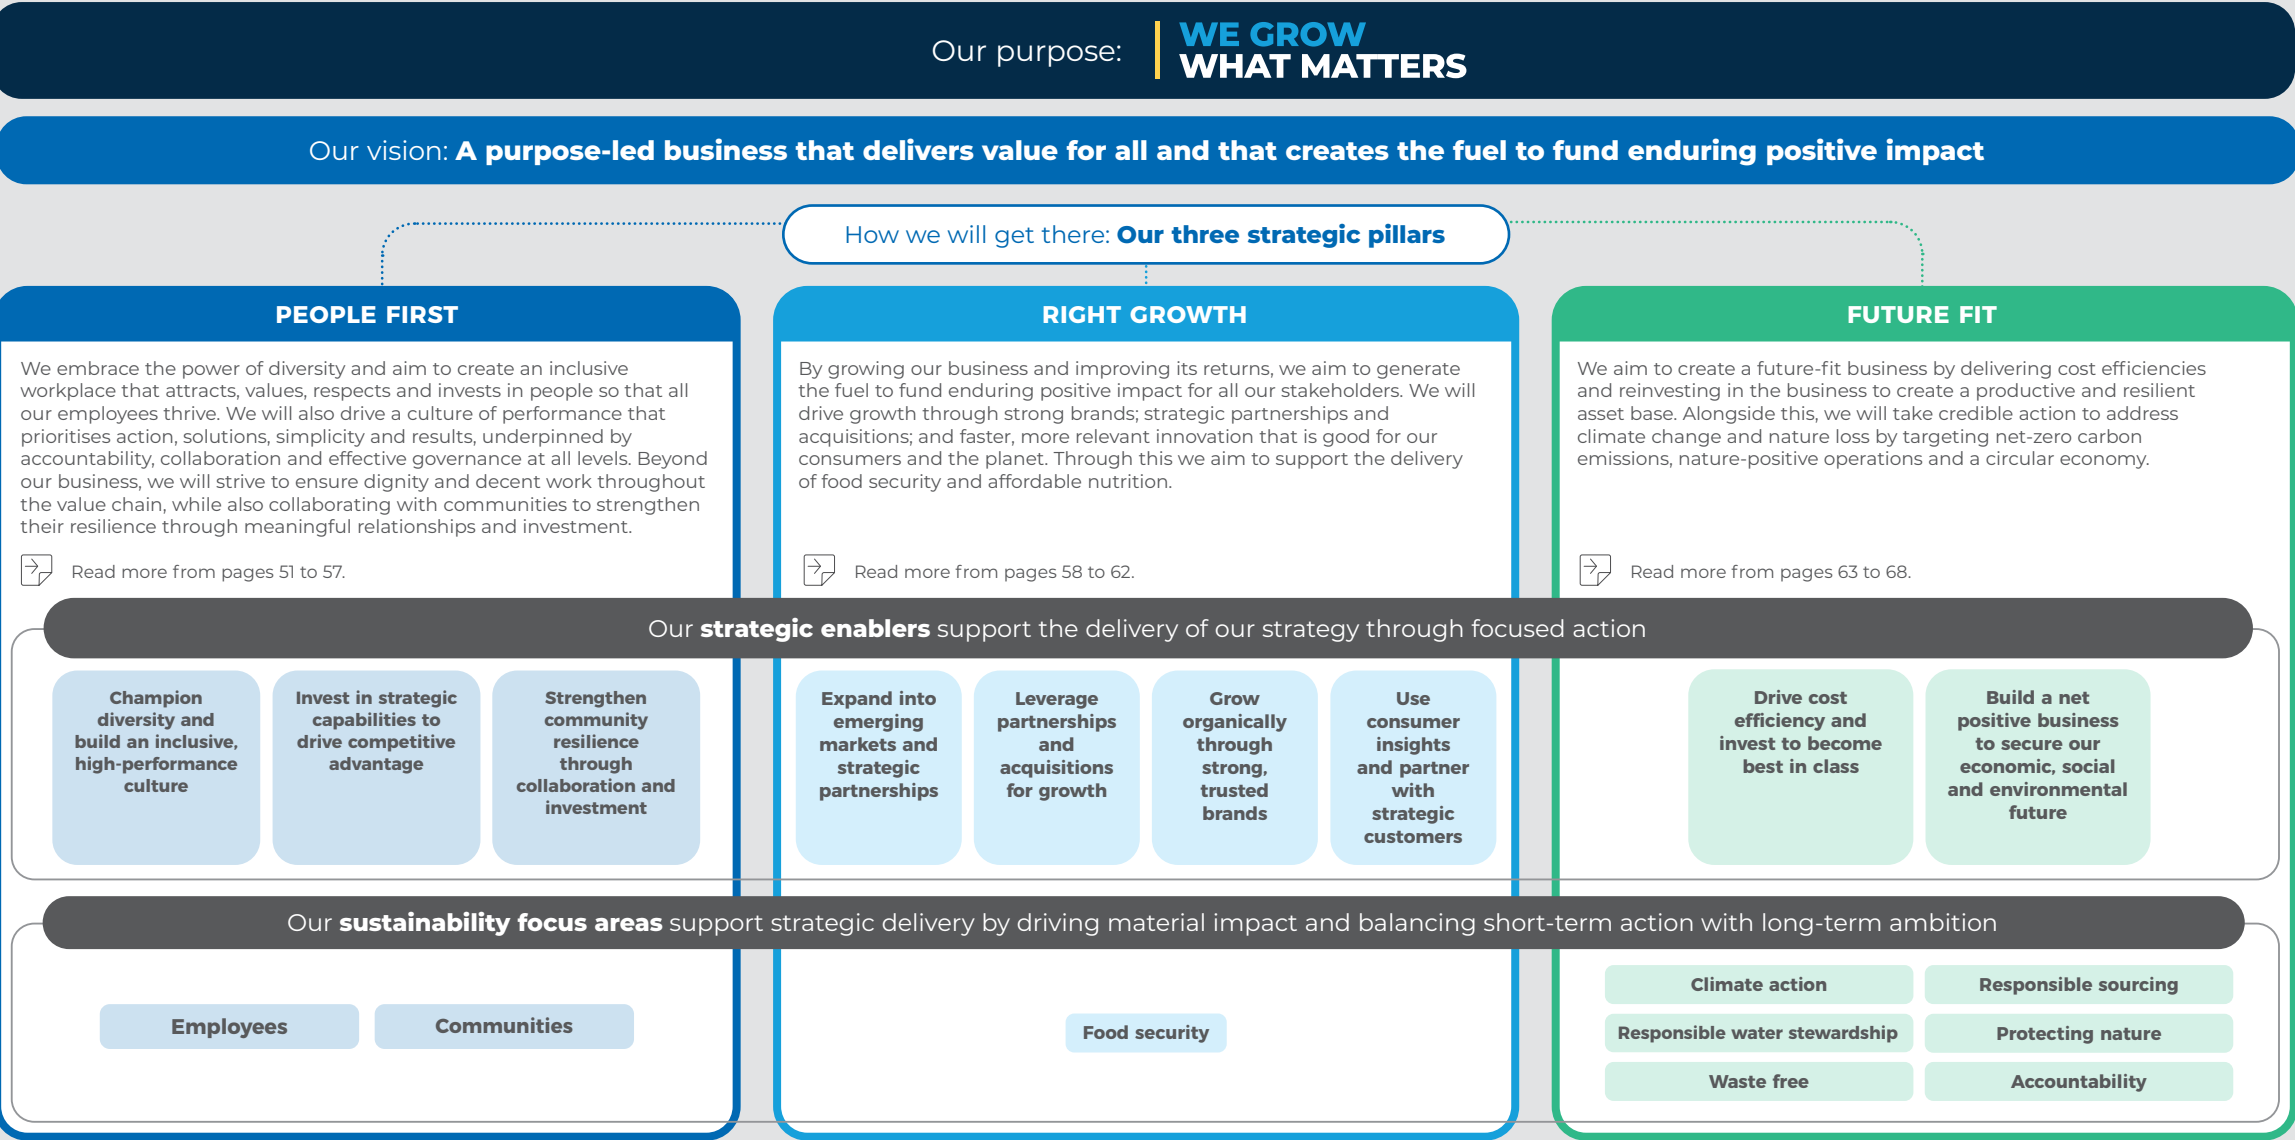 Our purpose:
WE GROW
WHAT MATTERS
Our vision: A purpose-led business that delivers value for all and that creates the fuel to fund enduring positive impact
How we will get there: Our three strategic pillars
PEOPLE FIRST
We embrace the power of diversity and aim to create an inclusive
workplace that attracts, values, respects and invests in people so that all
our employees thrive. We will also drive a culture of performance that
prioritises action, solutions, simplicity and results, underpinned by
accountability, collaboration and effective governance at all levels. Beyond
our business, we will strive to ensure dignity and decent work throughout
the value chain, while also collaborating with communities to strengthen
their resilience through meaningful relationships and investment.
Read more from pages 51 to 57.
RIGHT GROWTH
By growing our business and improving its returns, we aim to generate
the fuel to fund enduring positive impact for all our stakeholders. We will
drive growth through strong brands; strategic partnerships and
acquisitions; and faster, more relevant innovation that is good for our
consumers and the planet. Through this we aim to support the delivery
of food security and affordable nutrition.
Read more from pages 58 to 62.
FUTURE FIT
We aim to create a future-fit business by delivering cost efficiencies
and reinvesting in the business to create a productive and resilient
asset base. Alongside this, we will take credible action to address
climate change and nature loss by targeting net-zero carbon
emissions, nature-positive operations and a circular economy.
Read more from pages 63 to 68.
Our strategic enablers support the delivery of our strategy through focused action
Champion
diversity and
build an inclusive,
high-performance
culture
Invest in strategic
capabilities to
drive competitive
advantage
Strengthen
community
resilience
through
collaboration and
investment
Expand into
emerging
markets and
strategic
partnerships
Leverage
partnerships
and
acquisitions
for growth
Grow
organically
through
strong,
trusted
brands
Use
consumer
insights
and partner
with
strategic
customers
Drive cost
efficiency and
invest to become
best in class
Build a net
positive business
to secure our
economic, social
and environmental
future
Our sustainability focus areas support strategic delivery by driving material impact and balancing short-term action with long-term ambition
Employees
Communities
Food security
Climate action
Responsible sourcing
Responsible water stewardship
Protecting nature
Waste free
Accountability